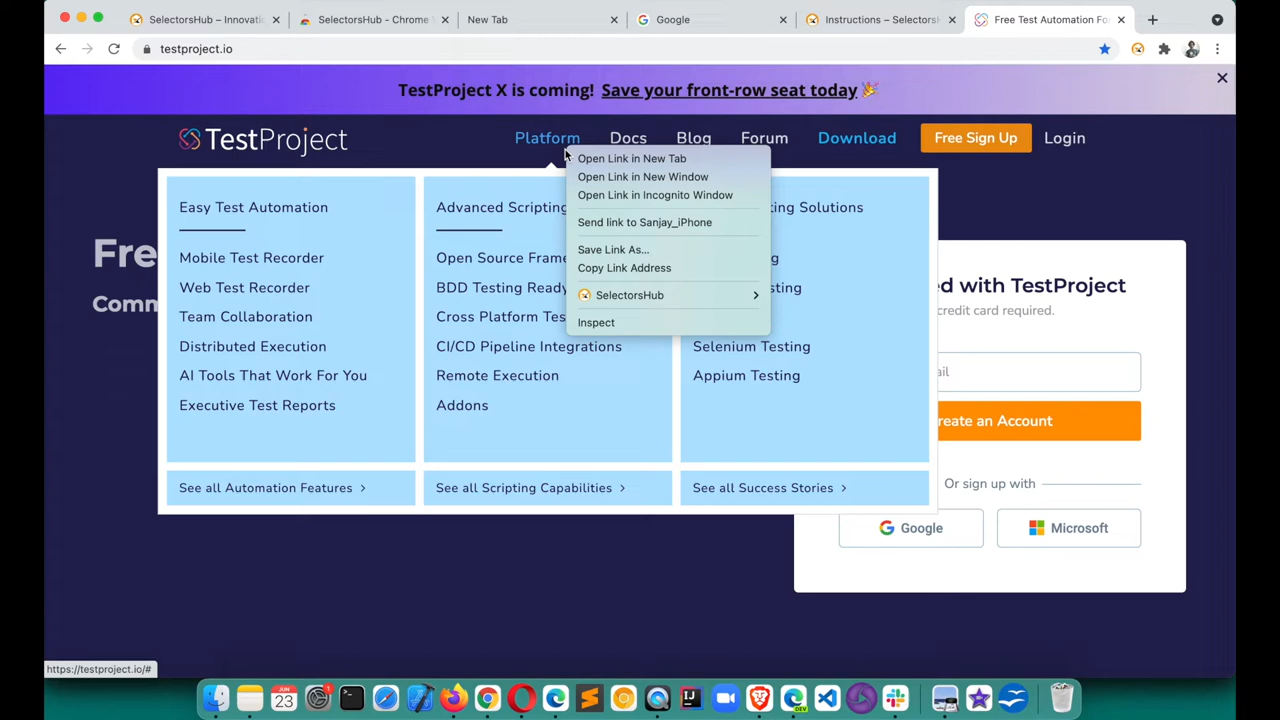 SelectorsHub – Innovati
SelectorsHub - Chrome
New Tab
Google
Instructions – SelectorsH
Free Test Automation Fo
testproject.io
TestProject X is coming! Save your front-row seat today 🎉
TestProject
Platform
Docs
Blog
Forum
Download
Free Sign Up
Login
Open Link in New Tab
Open Link in New Window
Open Link in Incognito Window
Send link to Sanjay_iPhone
Save Link As...
Copy Link Address
SelectorsHub
Inspect
Easy Test Automation
Mobile Test Recorder
Web Test Recorder
Team Collaboration
Distributed Execution
AI Tools That Work For You
Executive Test Reports
See all Automation Features
Advanced Scripting
Open Source Frame
BDD Testing Ready
Cross Platform Tes
CI/CD Pipeline Integrations
Remote Execution
Addons
See all Scripting Capabilities
ting Solutions
Selenium Testing
Appium Testing
See all Success Stories
Free
Comm
ed with TestProject
credit card required.
ail
reate an Account
Or sign up with
Google
Microsoft
https://testproject.io/#
JUN
23
1
DEV